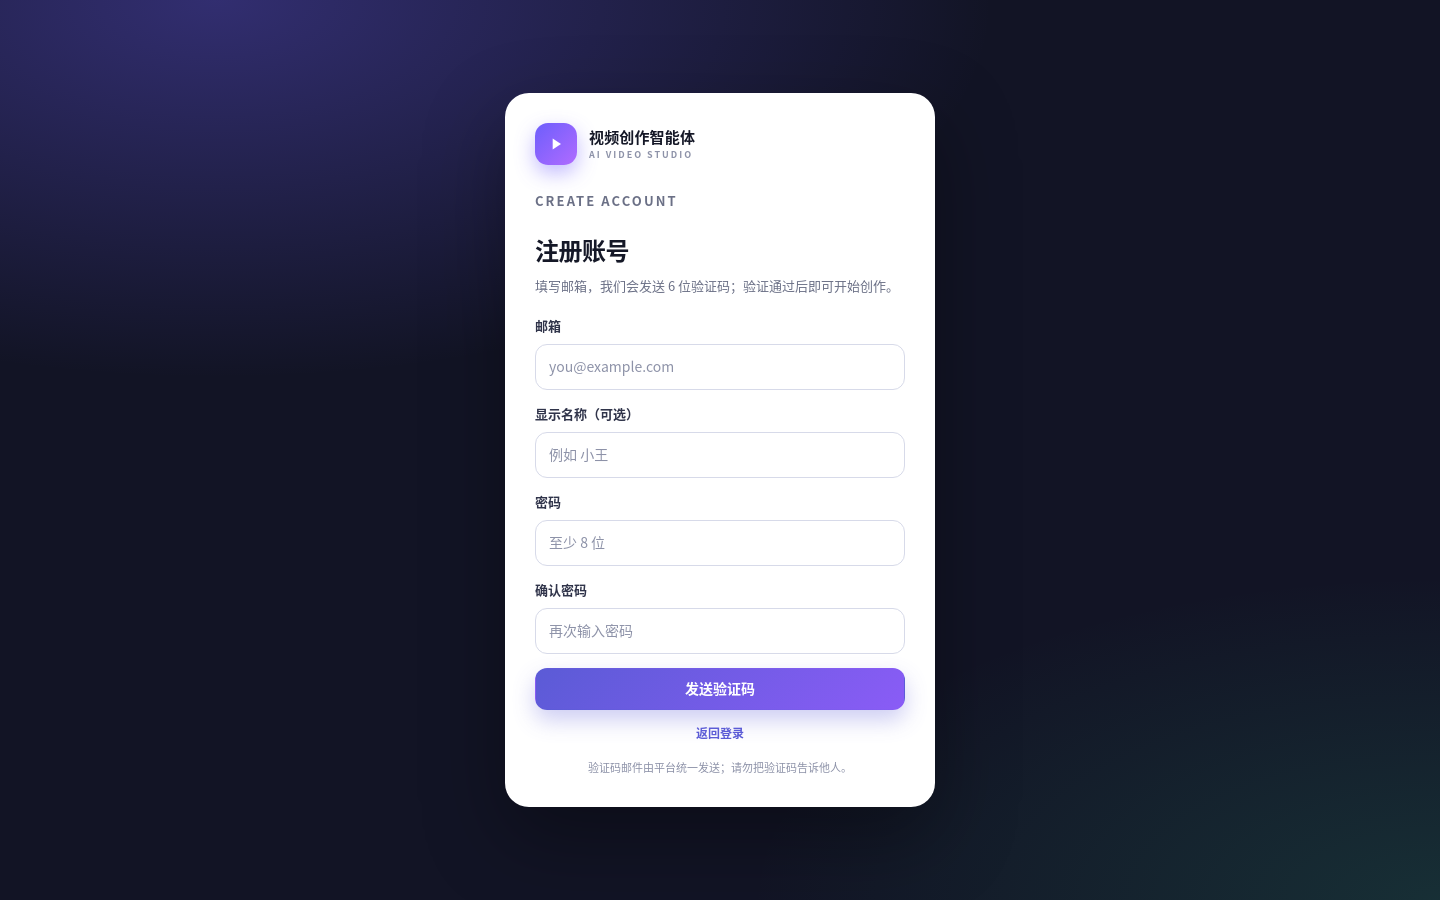 视频创作智能体
AI VIDEO STUDIO
CREATE ACCOUNT
注册账号
填写邮箱，我们会发送 6 位验证码；验证通过后即可开始创作。
邮箱
you@example.com
显示名称（可选）
例如 小王
密码
至少 8 位
确认密码
再次输入密码
发送验证码
返回登录
验证码邮件由平台统一发送；请勿把验证码告诉他人。